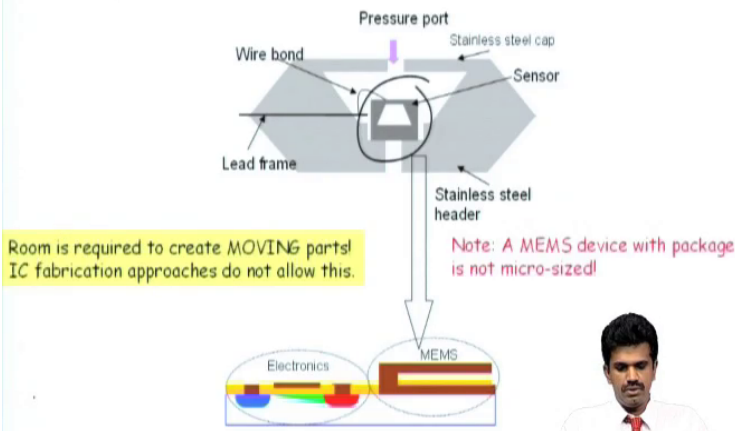 Pressure port
Stainless steel cap
Wire bond
Sensor
Lead frame
Stainless steel
header
Room is required to create MOVING parts!
IC fabrication approaches do not allow this.
Note: A MEMS device with package
is not micro-sized!
Electronics
MEMS